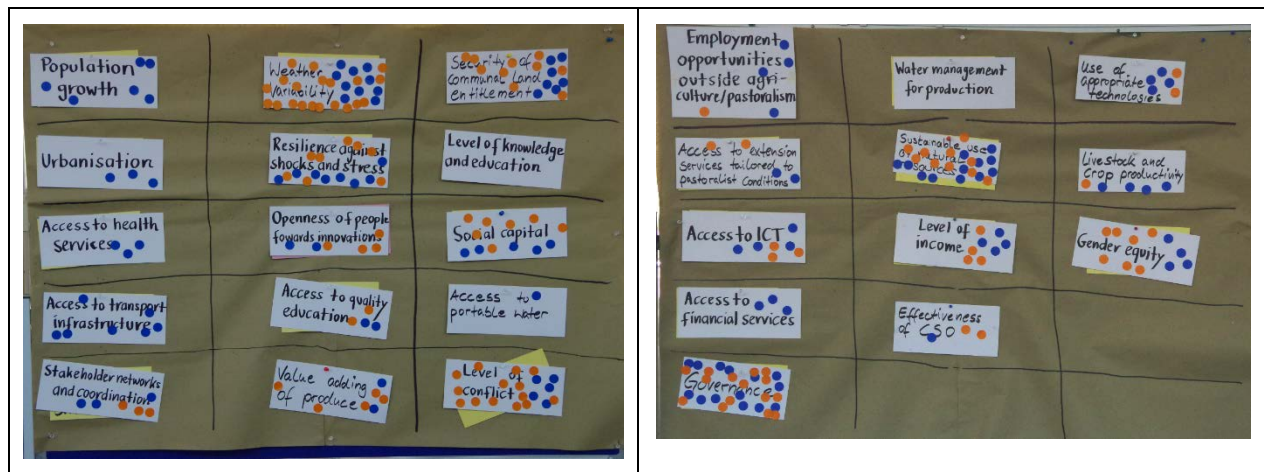 Population
growth
Weather
Variability
Security of
communal land
entitlement
Urbanisation
Resilience against
shocks and stress
Level of knowledge
and education
Access to health
services
Openness of people
towards innovations
Social capital
Access to transport
infrastructure
Access to quality
education
Access to
portable water
Stakeholder networks
and coordination
Value adding
of produce
Level of
conflict
Employment
opportunities
outside agri-
culture/pastoralism
Water management
for production
Use of
appropriate
technologies
Access to extension
Services tailored to
pastoralist conditions
Sustainable use
of natural
resources
Livestock and
Crop productivity
Access to ICT
Level of
income
Gender equity
Access to
financial services
Effectiveness
of CSO
Governance